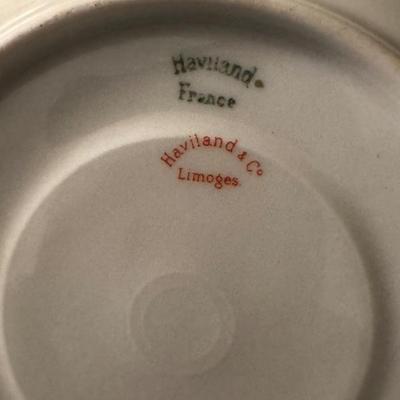 Haviland
France
Haviland & Co
Limoges